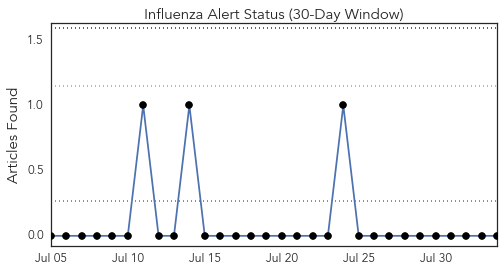 Influenza Alert Status (30-Day Window)
Articles Found
1.5
1.0
0.5
0.0
Jul 05 Jul 10 Jul 15 Jul 20 Jul 25 Jul 30